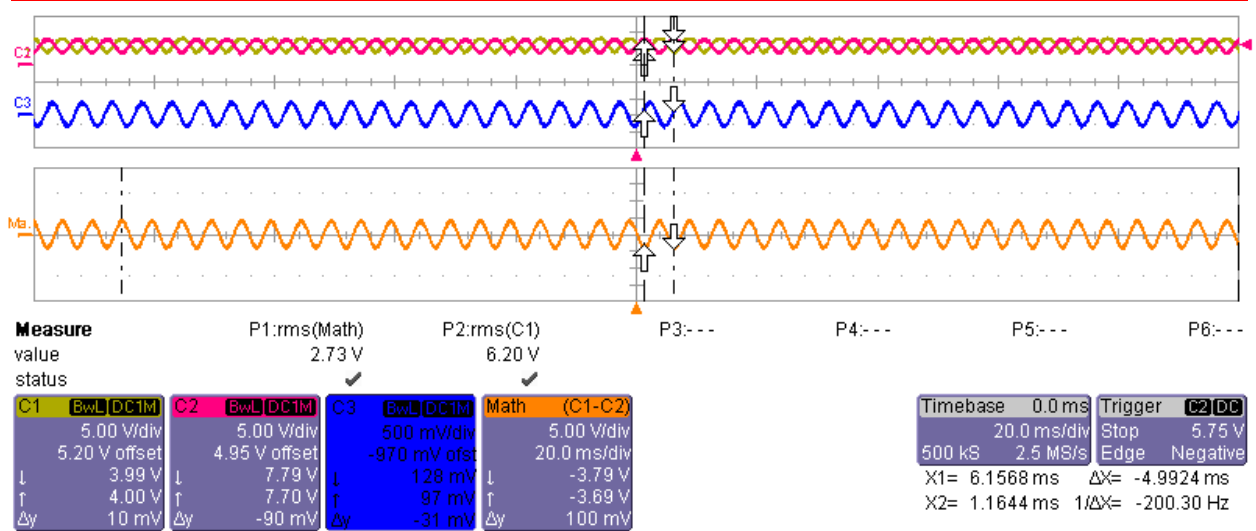 C2
C3
Ma.
Measure P1:rms(Math) P2:rms(C1) P3:- - - P4:- - - P5:- - - P6:- - -
value 2.73 V 6.20 V
status
C1 BwL DC1M C2 BwL DC1M C3 BwL DC1M Math (C1-C2) Timebase 0.0 ms Trigger C2 DC
5.00 V/div 5.00 V/div 500 mV/div 5.00 V/div 20.0 ms/div Stop 5.75 V
5.20 V offset 4.95 V offset -970 mV ofst 20.0 ms/div 500 kS 2.5 MS/s Edge Negative
↓ 3.99 V ↓ 7.79 V ↓ 128 mV ↓ -3.79 V X1= 6.1568 ms ΔX= -4.9924 ms
↑ 4.00 V ↑ 7.70 V ↑ 97 mV ↑ -3.69 V X2= 1.1644 ms 1/ΔX= -200.30 Hz
Δy 10 mV Δy -90 mV Δy -31 mV Δy 100 mV